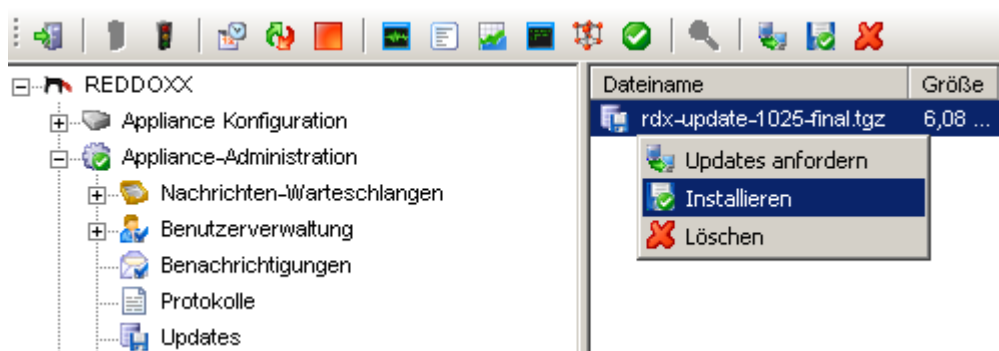 REDDOXX
Appliance Konfiguration
Appliance-Administration
Nachrichten-Warteschlangen
Benutzerverwaltung
Benachrichtigungen
Protokolle
Updates
Dateiname Größe
rdx-update-1025-final.tgz 6,08 ...
Updates anfordern
Installieren
Löschen